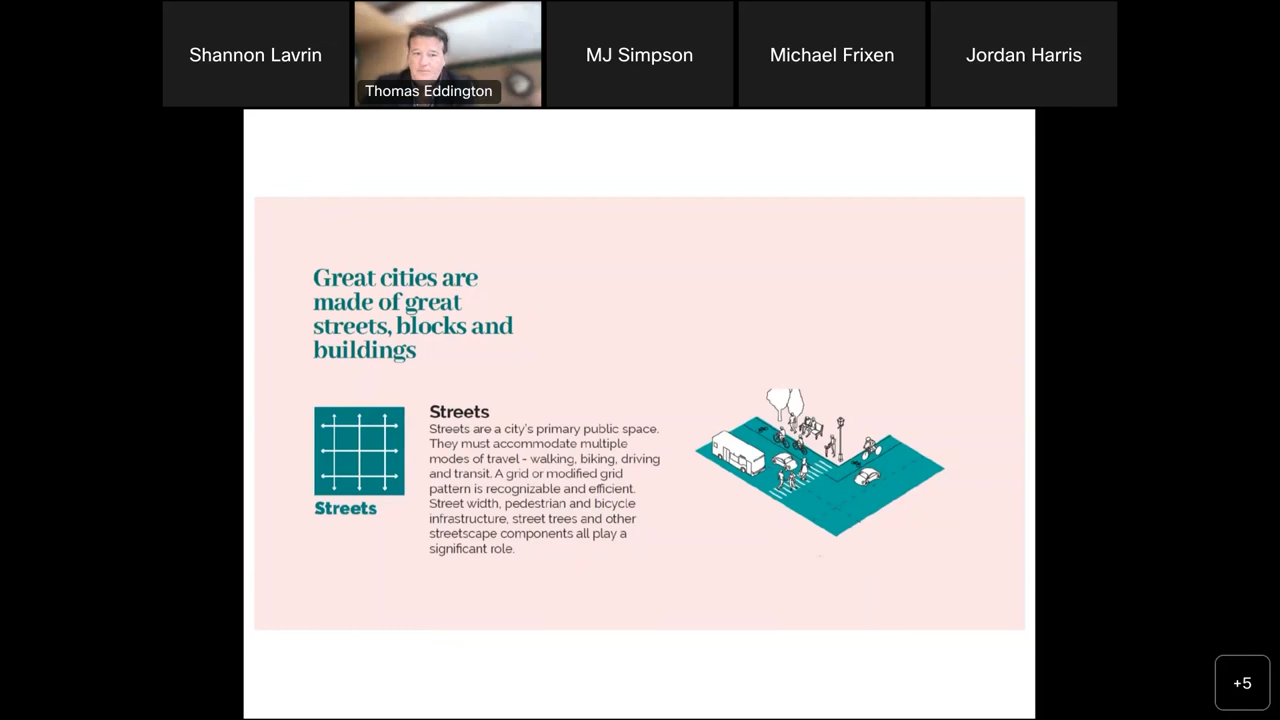 Shannon Lavrin
Thomas Eddington
MJ Simpson
Michael Frixen
Jordan Harris
Great cities are
made of great
streets, blocks and
buildings
Streets
Streets
Streets are a city's primary public space.
They must accommodate multiple
modes of travel - walking, biking, driving
and transit. A grid or modified grid
pattern is recognizable and efficient.
Street width, pedestrian and bicycle
infrastructure, street trees and other
streetscape components all play a
significant role.
+5